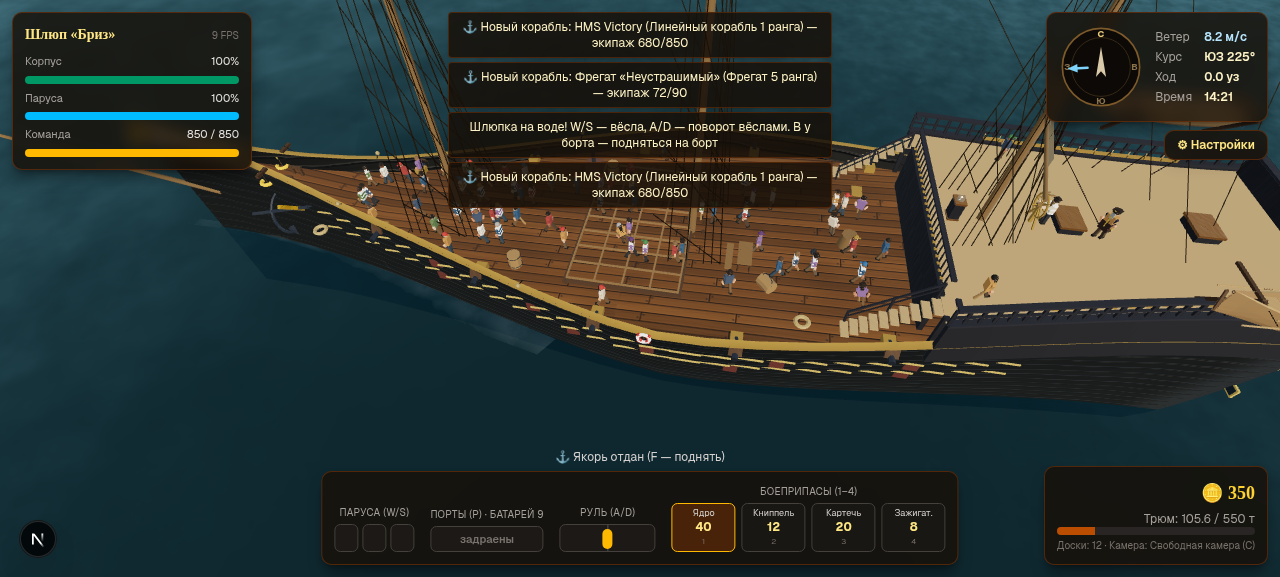 Шлюп «Бриз» 9 FPS
Корпус 100%
Паруса 100%
Команда 850 / 850
⚓ Новый корабль: HMS Victory (Линейный корабль 1 ранга) —
экипаж 680/850
⚓ Новый корабль: Фрегат «Неустрашимый» (Фрегат 5 ранга)
— экипаж 72/90
Шлюпка на воде! W/S — вёсла, A/D — поворот вёслами. В у
борта — подняться на борт
⚓ Новый корабль: HMS Victory (Линейный корабль 1 ранга) —
экипаж 680/850
С
З В
Ю
Ветер 8.2 м/с
Курс ЮЗ 225°
Ход 0.0 уз
Время 14:21
⚙ Настройки
⚓ Якорь отдан (F — поднять)
ПАРУСА (W/S)
ПОРТЫ (P) · БАТАРЕЙ 9
задраены
РУЛЬ (A/D)
БОЕПРИПАСЫ (1–4)
Ядро
40
1
Книппель
12
2
Картечь
20
3
Зажигат.
8
4
🪙 350
Трюм: 105.6 / 550 т
Доски: 12 · Камера: Свободная камера (C)
N